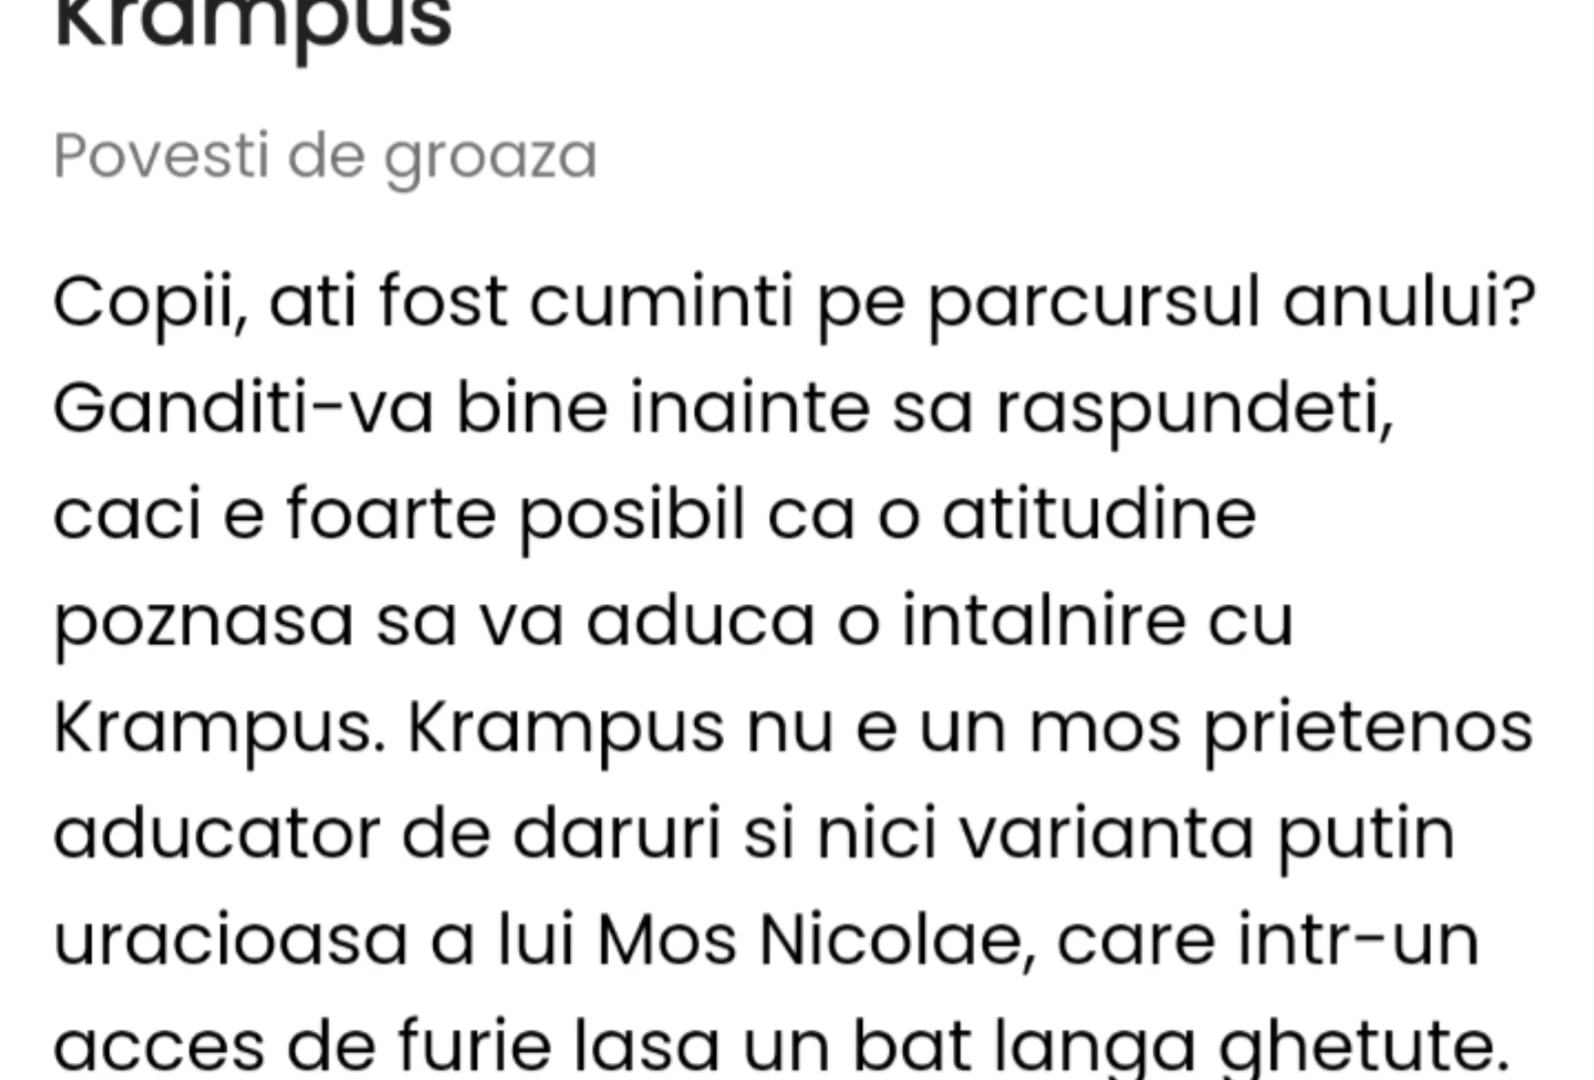 Krampus
Povesti de groaza
Copii, ati fost cuminti pe parcursul anului?
Ganditi-va bine inainte sa raspundeti,
caci e foarte posibil ca o atitudine
poznasa sa va aduca o intalnire cu
Krampus. Krampus nu e un mos prietenos
aducator de daruri si nici varianta putin
uracioasa a lui Mos Nicolae, care intr-un
acces de furie lasa un bat langa ghetute.